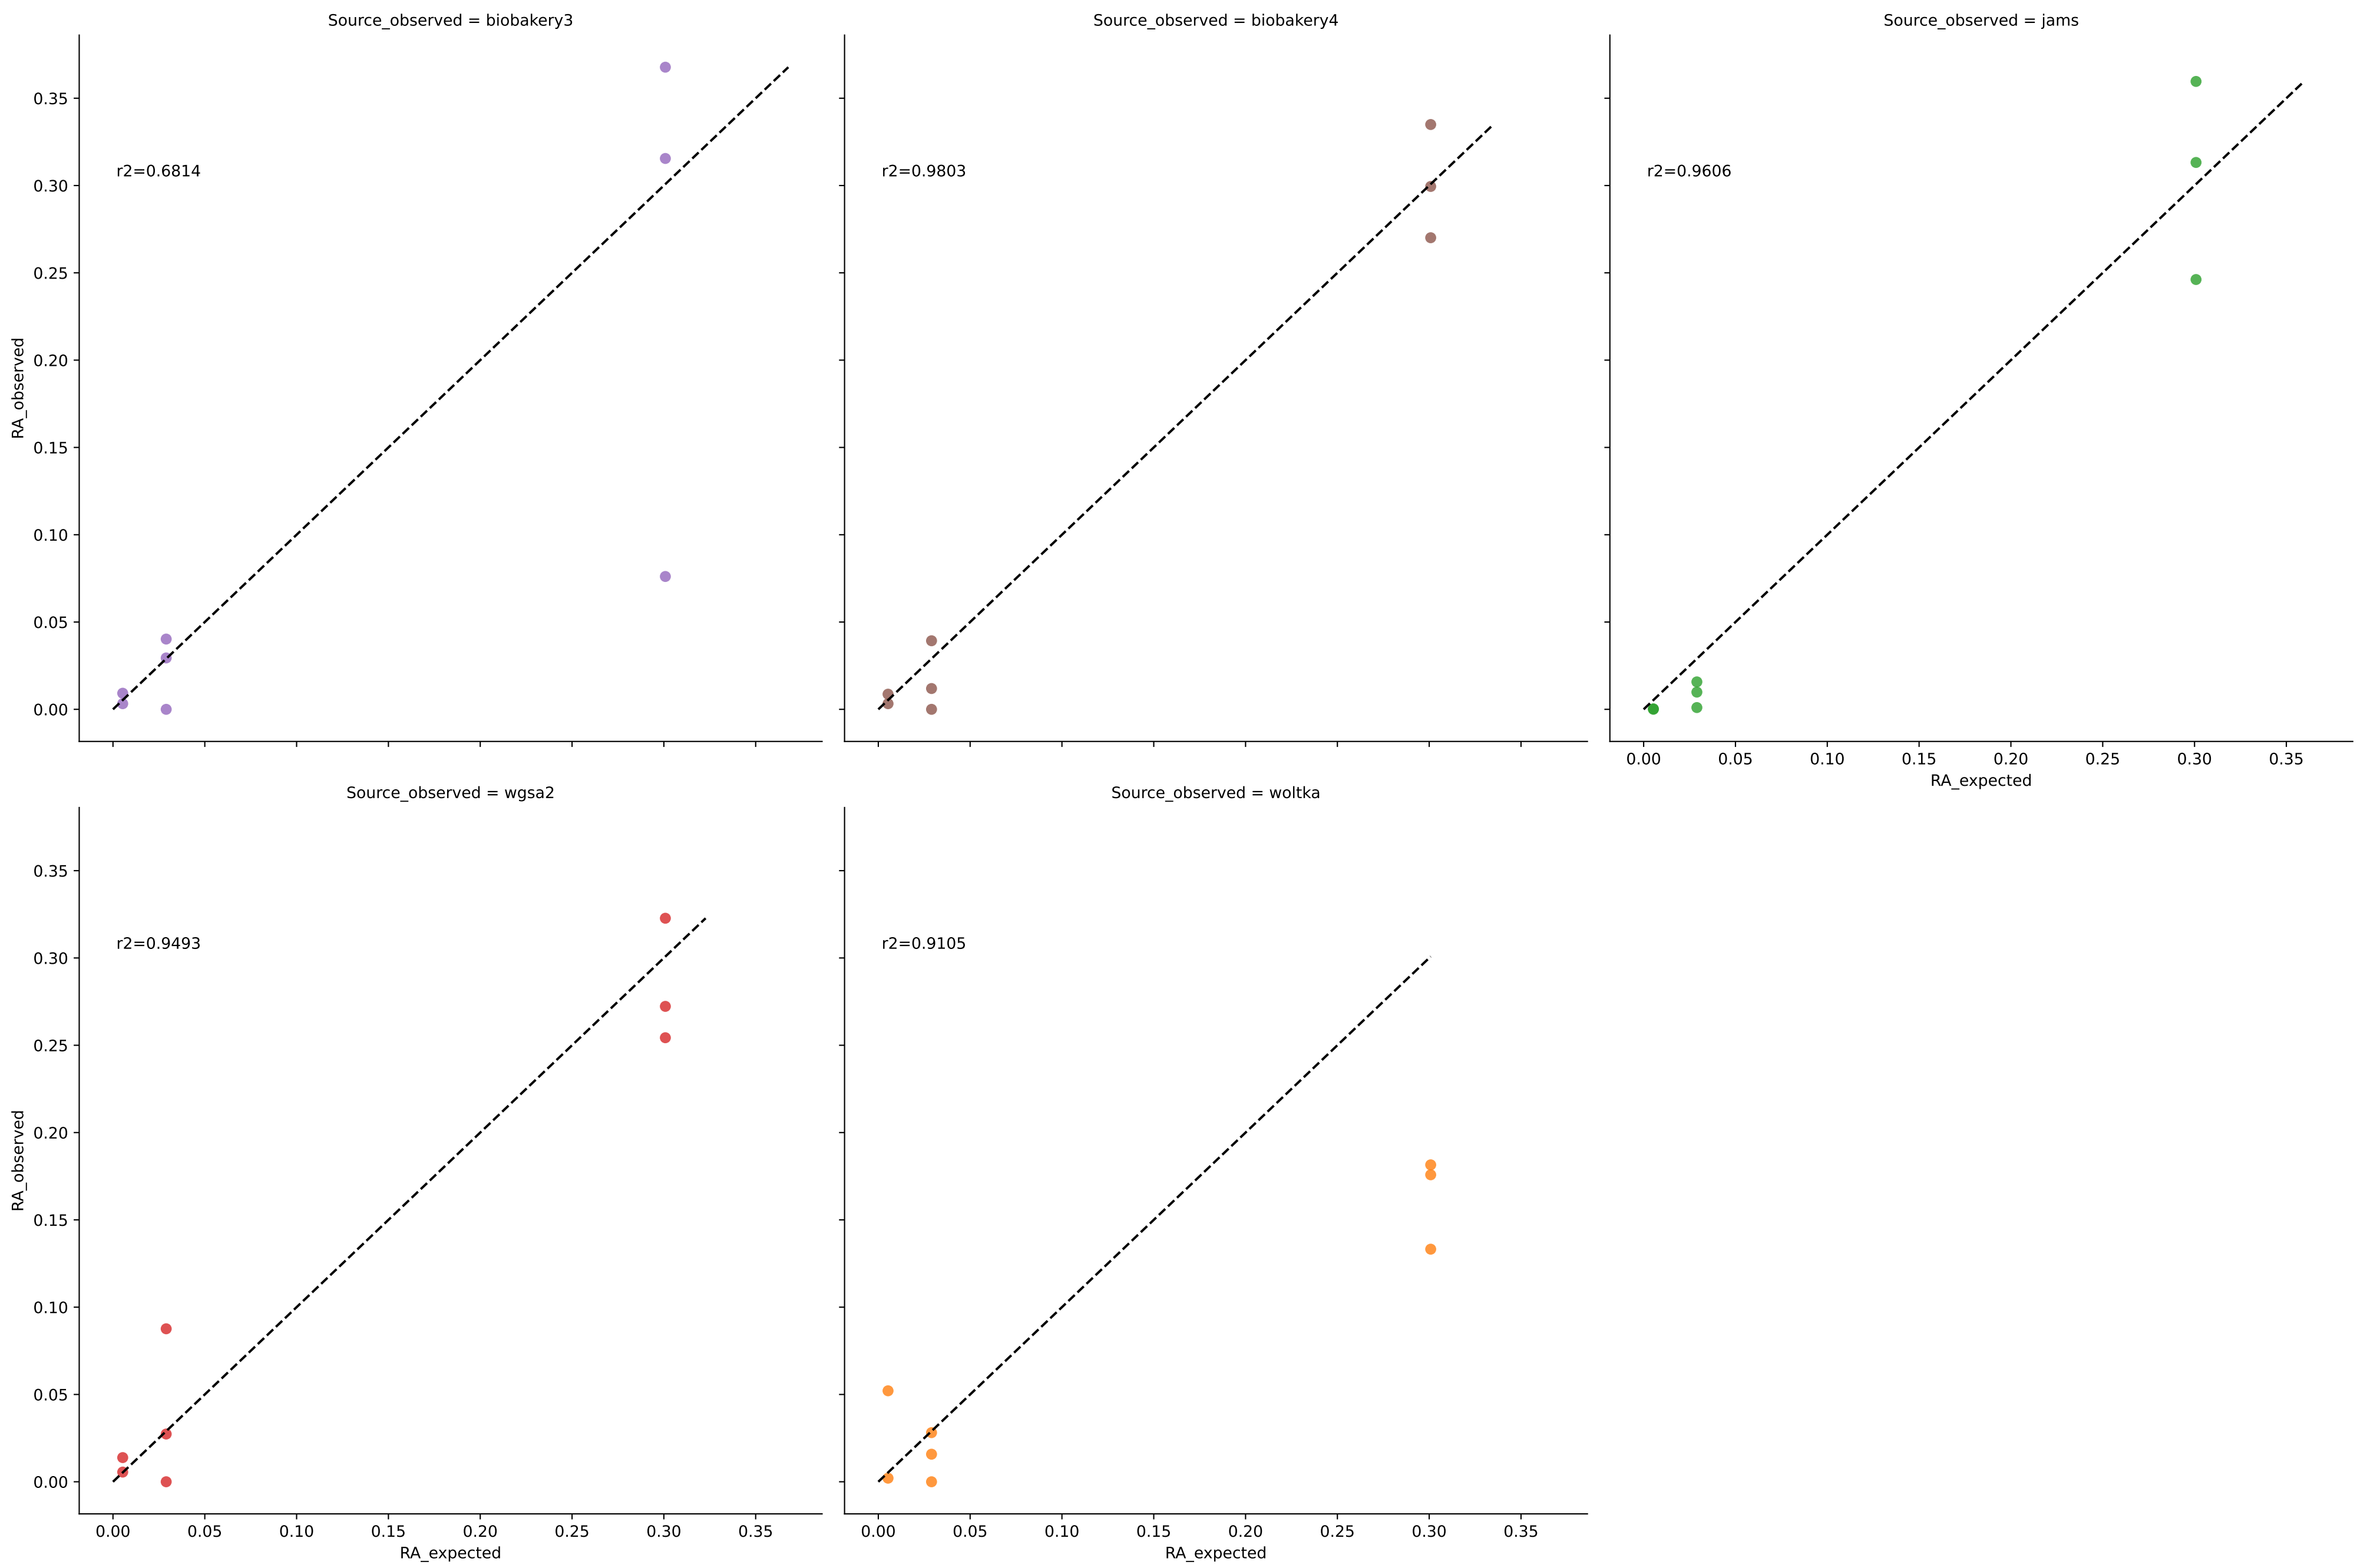 Source_observed = biobakery3
Source_observed = biobakery4
Source_observed = jams
0.35
0.30
0.25
0.20
0.15
0.10
0.05
0.00
RA_observed
r2=0.6814
r2=0.9803
r2=0.9606
0.00 0.05 0.10 0.15 0.20 0.25 0.30 0.35
RA_expected
Source_observed = wgsa2
Source_observed = woltka
0.35
0.30
0.25
0.20
0.15
0.10
0.05
0.00
RA_observed
r2=0.9493
r2=0.9105
0.00 0.05 0.10 0.15 0.20 0.25 0.30 0.35
RA_expected
0.00 0.05 0.10 0.15 0.20 0.25 0.30 0.35
RA_expected